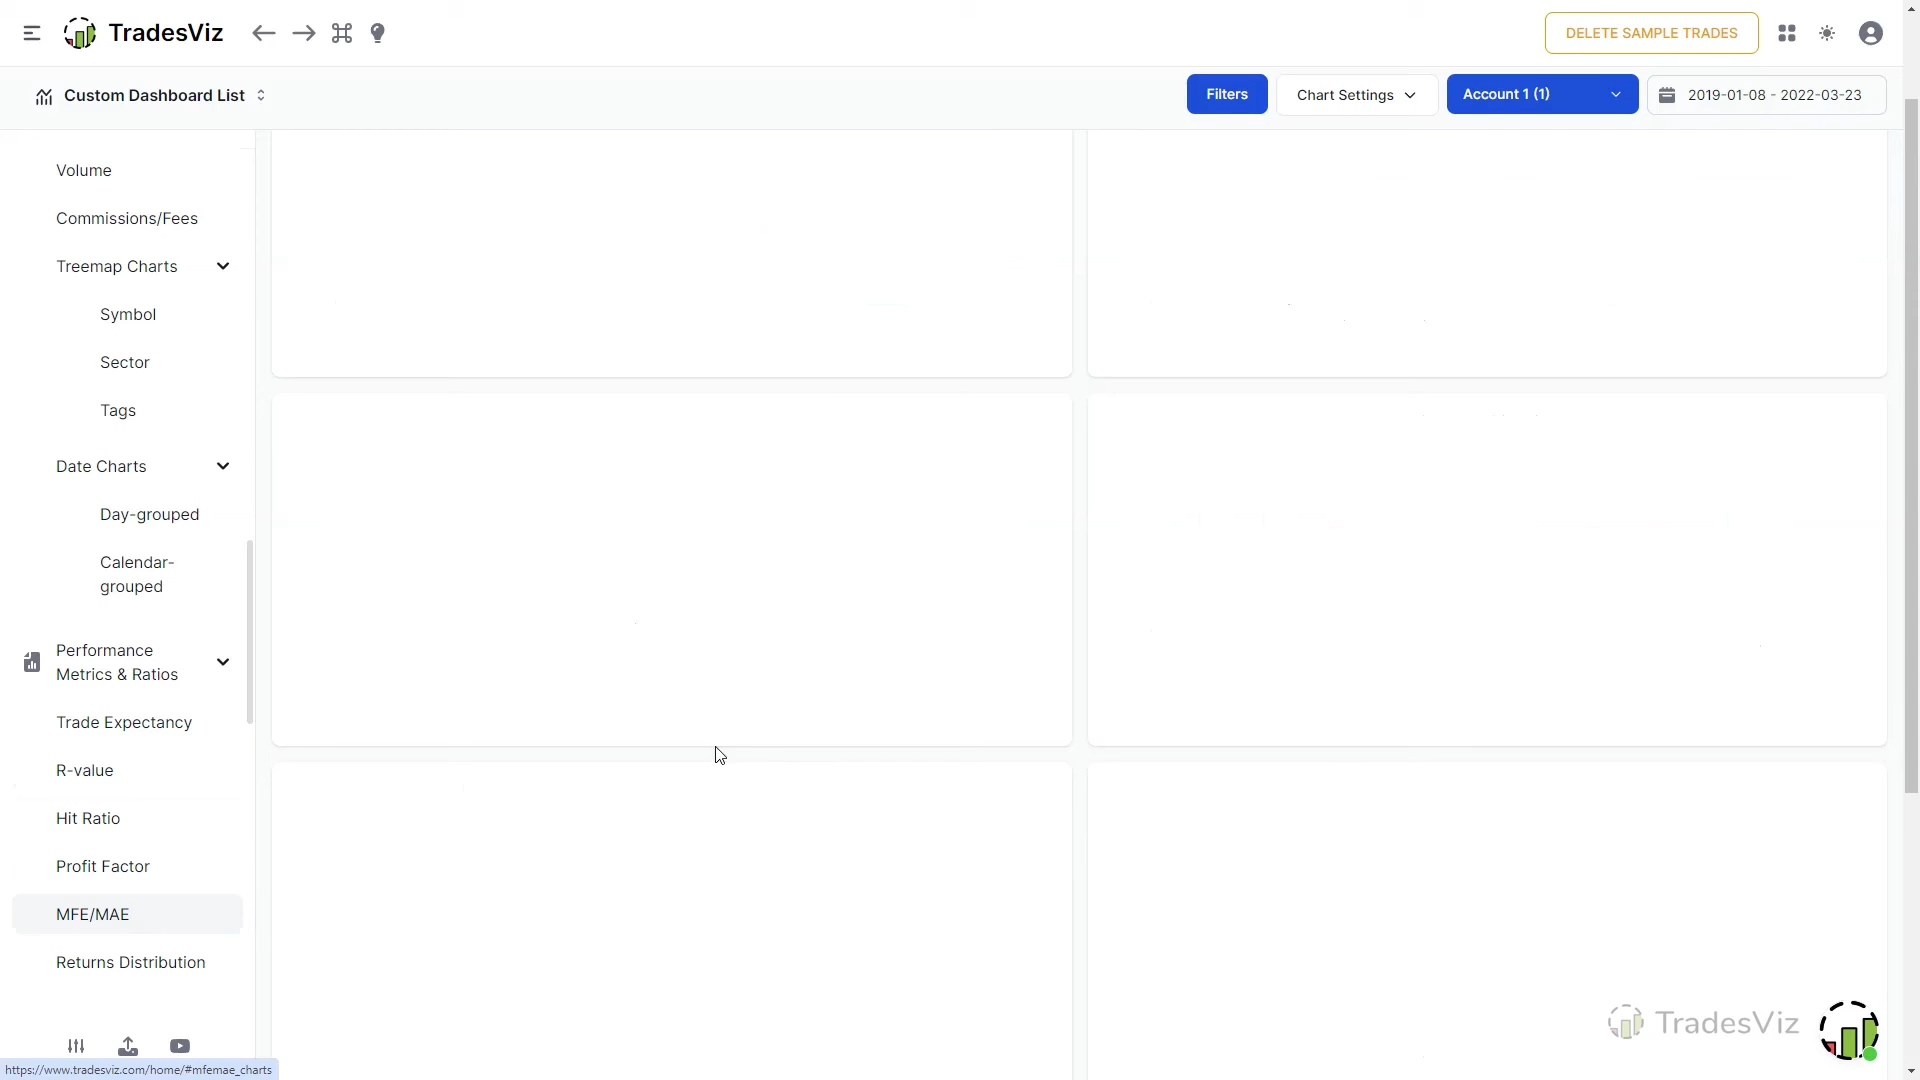 TradesViz
DELETE SAMPLE TRADES
Custom Dashboard List
Filters
Chart Settings
Account 1 (1)
2019-01-08 - 2022-03-23
Volume
Commissions/Fees
Treemap Charts
Symbol
Sector
Tags
Date Charts
Day-grouped
Calendar-
grouped
Performance
Metrics & Ratios
Trade Expectancy
R-value
Hit Ratio
Profit Factor
MFE/MAE
Returns Distribution
TradesViz
https://www.tradesviz.com/home/#mfemae_charts